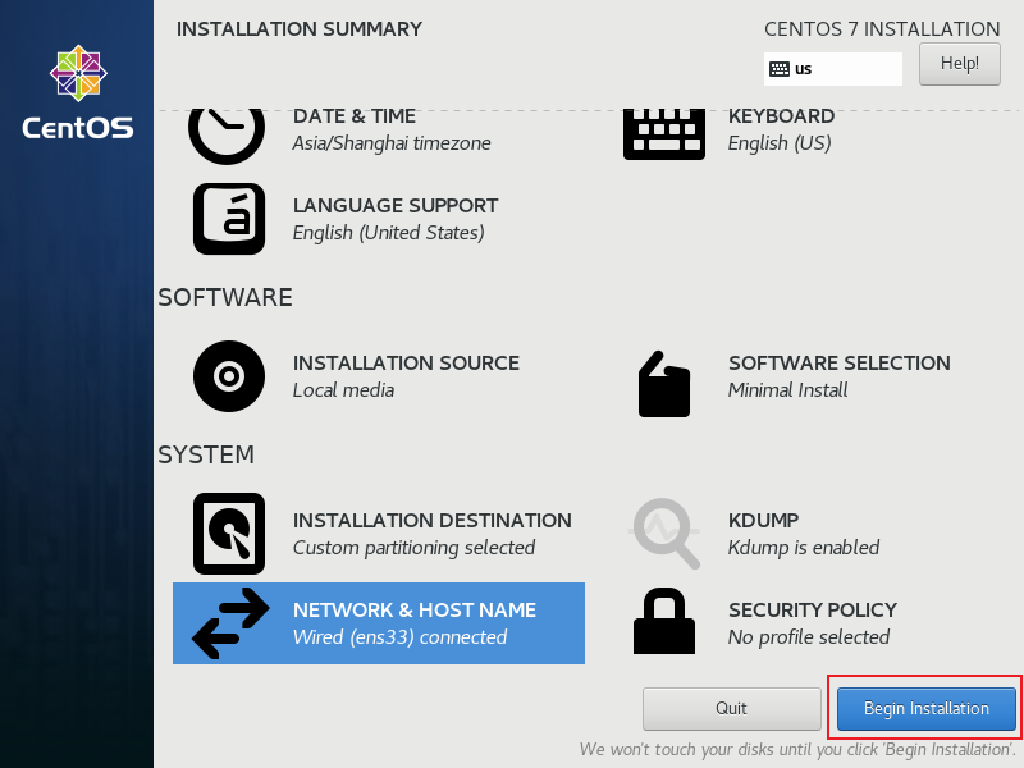 INSTALLATION SUMMARY
CENTOS 7 INSTALLATION
us
Help!
CentOS
DATE & TIME
Asia/Shanghai timezone
KEYBOARD
English (US)
á
LANGUAGE SUPPORT
English (United States)
SOFTWARE
INSTALLATION SOURCE
Local media
SOFTWARE SELECTION
Minimal Install
SYSTEM
INSTALLATION DESTINATION
Custom partitioning selected
KDUMP
Kdump is enabled
NETWORK & HOST NAME
Wired (ens33) connected
SECURITY POLICY
No profile selected
Quit
Begin Installation
We won't touch your disks until you click 'Begin Installation'.